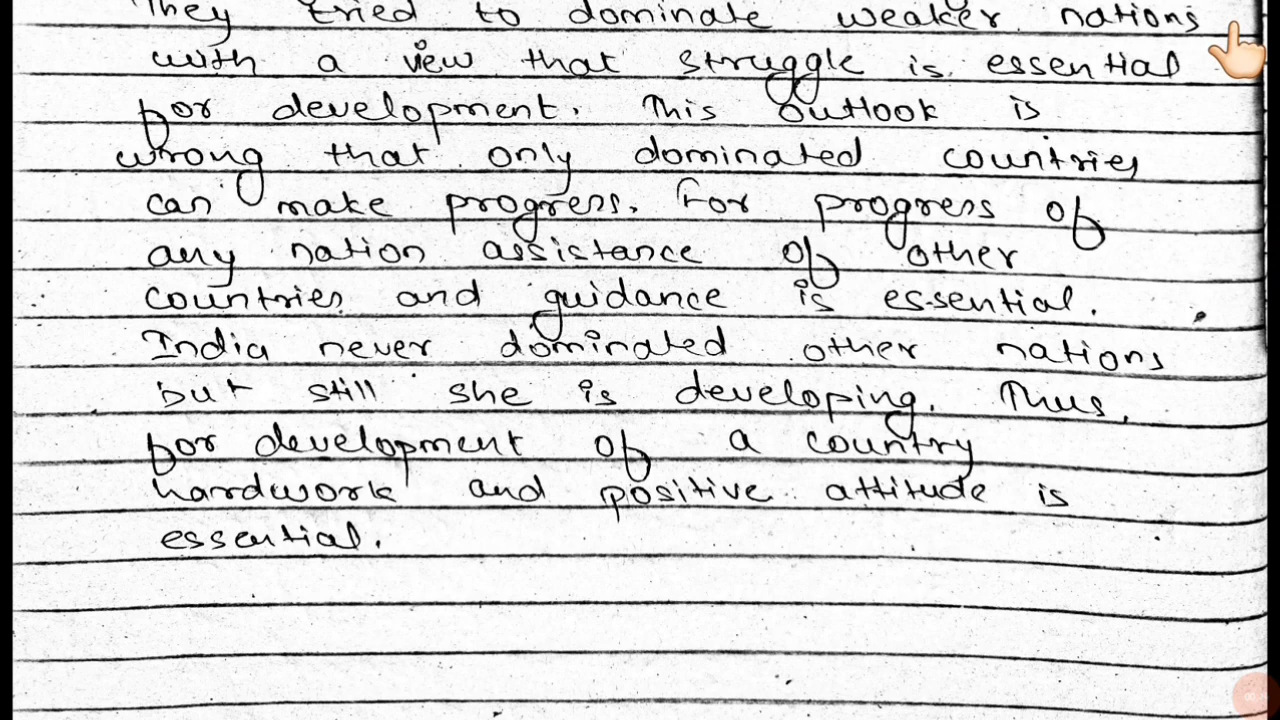 They tried to dominate weaker nations
with a view that struggle is essential
for development. This outlook is
wrong that only dominated countries
can make progress. For progress of
any nation assistance of other
countries and guidance is essential.
India never dominated other nations
but still she is developing. Thus,
for development of a country
hardwork and positive attitude is
essential.